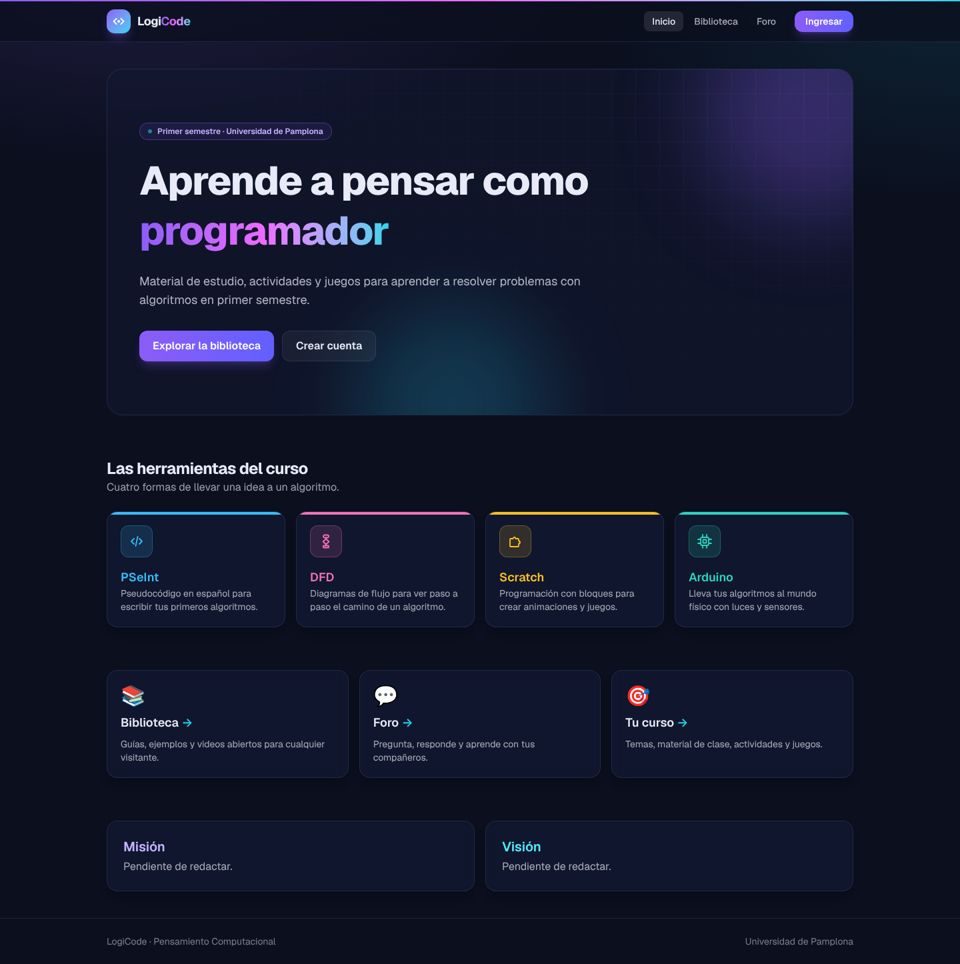 LogiCode
Inicio
Biblioteca
Foro
Ingresar
Primer semestre · Universidad de Pamplona
Aprende a pensar como
programador
Material de estudio, actividades y juegos para aprender a resolver problemas con
algoritmos en primer semestre.
Explorar la biblioteca
Crear cuenta
Las herramientas del curso
Cuatro formas de llevar una idea a un algoritmo.
PSeInt
Pseudocódigo en español para
escribir tus primeros algoritmos.
DFD
Diagramas de flujo para ver paso a
paso el camino de un algoritmo.
Scratch
Programación con bloques para
crear animaciones y juegos.
Arduino
Lleva tus algoritmos al mundo
físico con luces y sensores.
Biblioteca →
Guías, ejemplos y videos abiertos para cualquier
visitante.
Foro →
Pregunta, responde y aprende con tus
compañeros.
Tu curso →
Temas, material de clase, actividades y juegos.
Misión
Pendiente de redactar.
Visión
Pendiente de redactar.
LogiCode · Pensamiento Computacional
Universidad de Pamplona